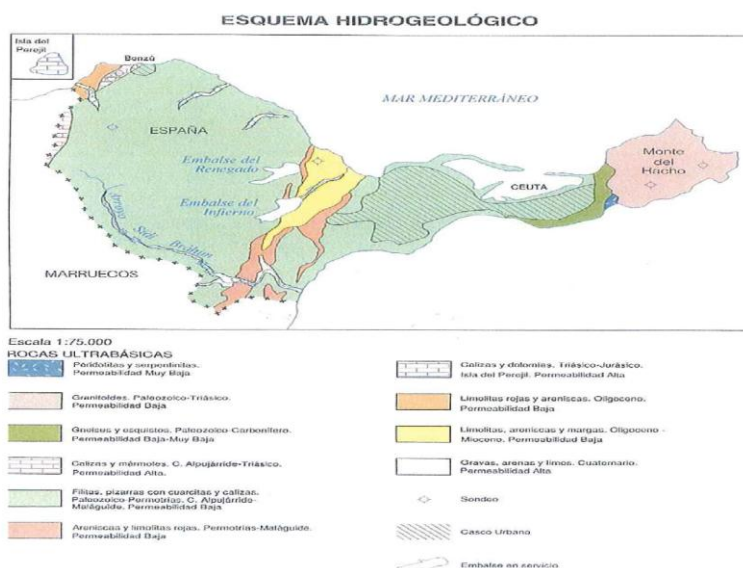 ESQUEMA HIDROGEOLÓGICO
Isla del
Perejil
Benzú
MAR MEDITERRÁNEO
ESPAÑA
Embalse del
Renegado
Monte
del
Hacho
CEUTA
Embalse del
Infierno
Arroyo
MARRUECOS
Escala 1:75.000
ROCAS ULTRABÁSICAS
Peridotitas y serpentinitas.
Permeabilidad Muy Baja
Granitoides. Paleozoico-Triásico.
Permeabilidad Baja
Gneises y esquistos. Paleozoico-Carbonífero.
Permeabilidad Baja-Muy Baja
Calizas y mármoles. C. Alpujárride-Triásico.
Permeabilidad Alta.
Filitas, pizarras con cuarcitas y calizas.
Paleozoico-Permotrías. C. Alpujárride-
Maláguide. Permeabilidad Baja
Areniscas y limolitas rojas. Permotrías-Maláguide.
Permeabilidad Baja
Calizas y dolomías. Triásico-Jurásico.
Isla del Perejil. Permeabilidad Alta
Limolitas rojas y areniscas. Oligoceno.
Permeabilidad Baja
Limolitas, areniscas y margas. Oligoceno -
Mioceno. Permeabilidad Baja
Gravas, arenas y limos. Cuaternario.
Permeabilidad Alta
Sondeo
Casco Urbano
Embalse en servicio